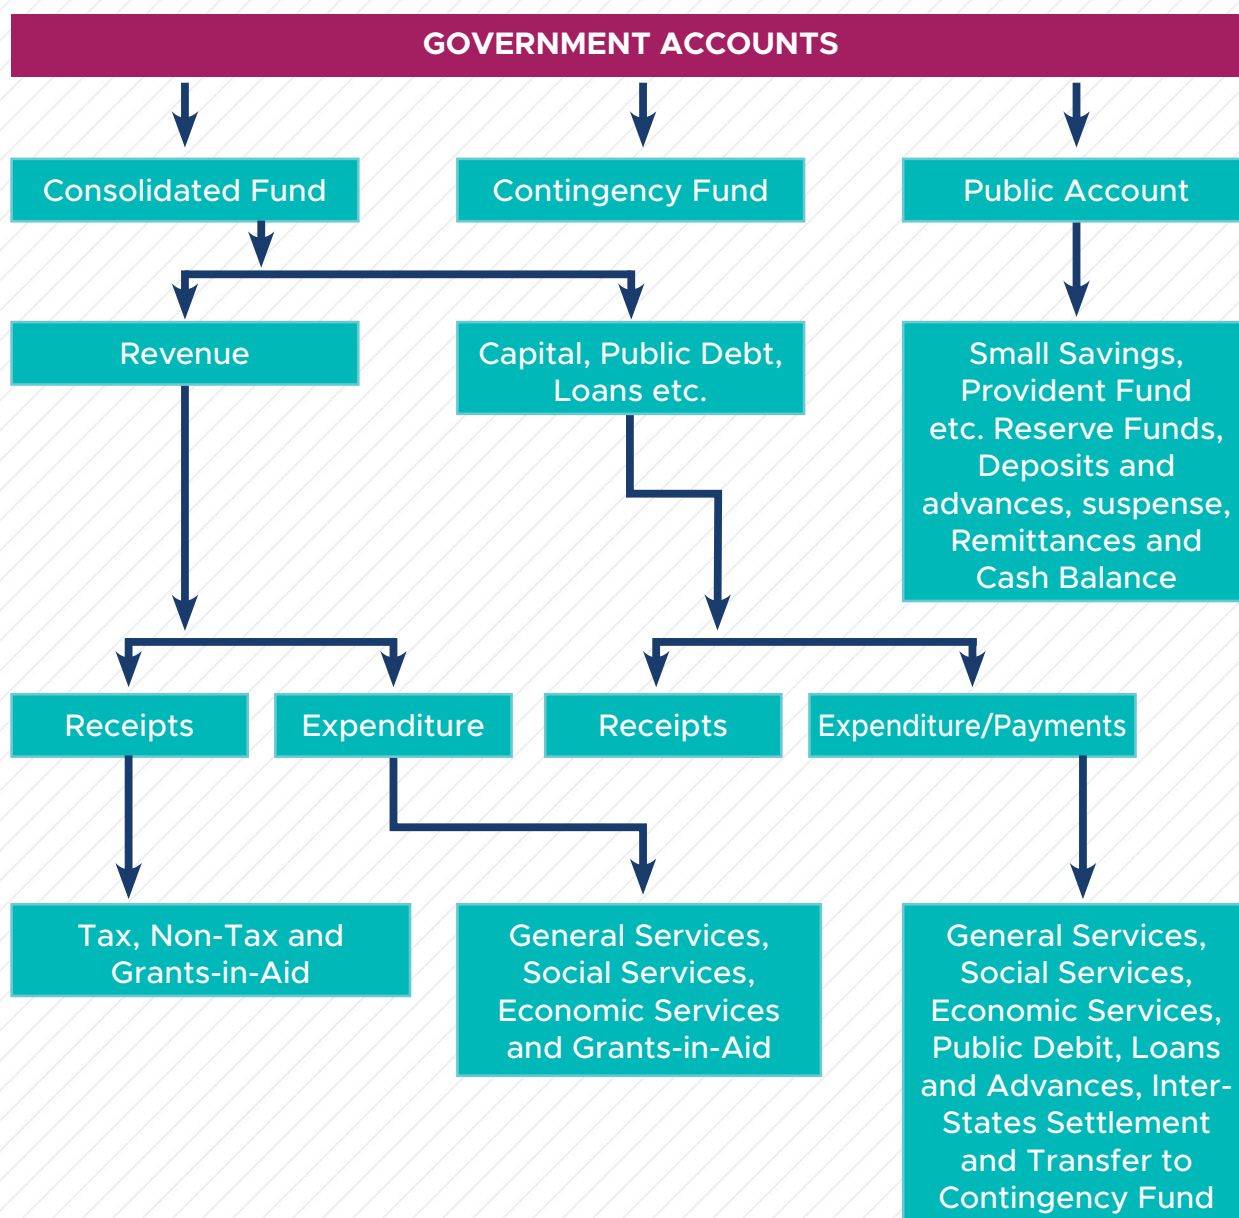 GOVERNMENT ACCOUNTS
Consolidated Fund
Contingency Fund
Public Account
Revenue
Capital, Public Debt,
Loans etc.
Small Savings,
Provident Fund
etc. Reserve Funds,
Deposits and
advances, suspense,
Remittances and
Cash Balance
Receipts
Expenditure
Receipts
Expenditure/Payments
Tax, Non-Tax and
Grants-in-Aid
General Services,
Social Services,
Economic Services
and Grants-in-Aid
General Services,
Social Services,
Economic Services,
Public Debit, Loans
and Advances, Inter-
States Settlement
and Transfer to
Contingency Fund